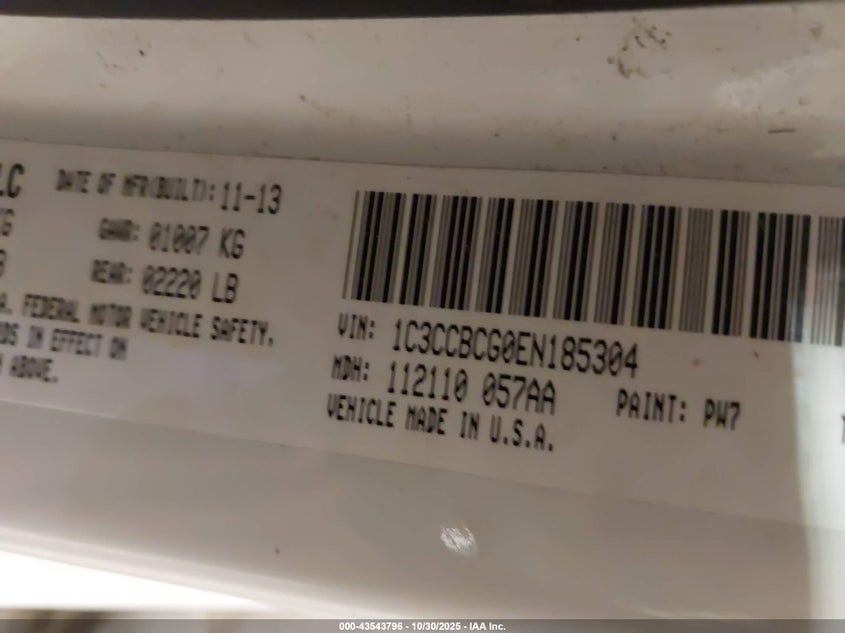 LC
DATE OF MFR(BUILT): 11-13
GAWR: 01007 KG
REAR: 02220 LB
A. FEDERAL MOTOR VEHICLE SAFETY,
DS IN EFFECT ON
ABOVE.
VIN: 1C3CCBCG0EN185304
MDH: 112110 057AA
PAINT: PW7
VEHICLE MADE IN U.S.A.
000-43543796 - 10/30/2025 - IAA Inc.